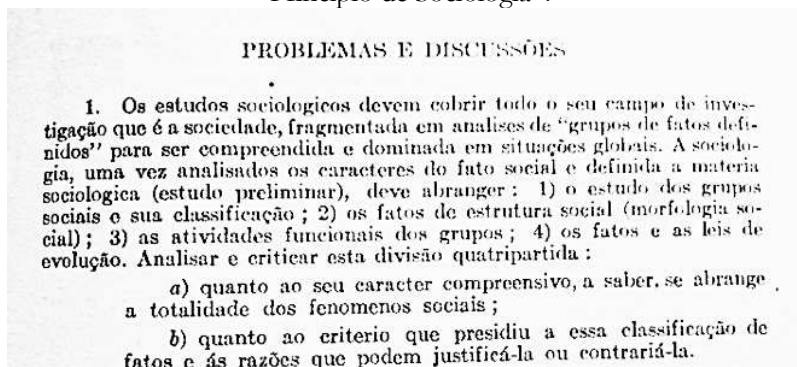 PROBLEMAS E DISCUSSÕES
1. Os estudos sociologicos devem cobrir todo o seu campo de inves-
tigação que é a sociedade, fragmentada em analises de “grupos de fatos defi-
nidos” para ser compreendida e dominada em situações globais. A sociolo-
gia, uma vez analisados os caracteres do fato social e definida a materia
sociologica (estudo preliminar), deve abranger : 1) o estudo dos grupos
sociais e sua classificação ; 2) os fatos de estrutura social (morfologia so-
cial) ; 3) as atividades funcionais dos grupos ; 4) os fatos e as leis de
evolução. Analisar e criticar esta divisão quatripartida :
a) quanto ao seu caracter compreensivo, a saber, se abrange
a totalidade dos fenomenos sociais ;
b) quanto ao criterio que presidiu a essa classificação de
fatos e ás razões que podem justificá-la ou contrariá-la.